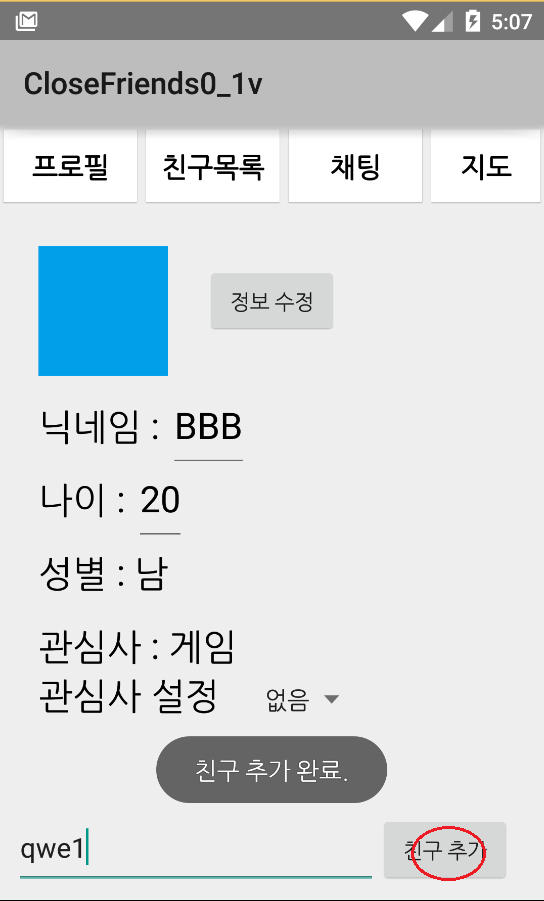 5:07
CloseFriends0_1v
프로필 친구목록 채팅 지도
정보 수정
닉네임 : BBB
나이 : 20
성별 : 남
관심사 : 게임
관심사 설정 없음
친구 추가 완료.
qwe1 친구 추가